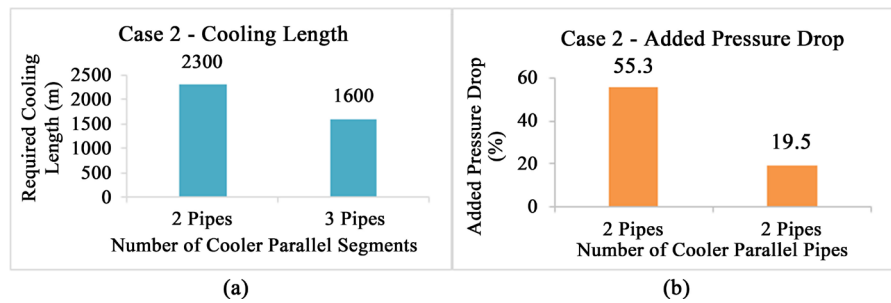 Case 2 - Cooling Length
Required Cooling
Length (m)
2500
2000
1500
1000
500
0
2300
1600
2 Pipes 3 Pipes
Number of Cooler Parallel Segments
(a)
Case 2 - Added Pressure Drop
Added Pressure Drop
(%)
60
40
20
0
55.3
19.5
2 Pipes 2 Pipes
Number of Cooler Parallel Pipes
(b)